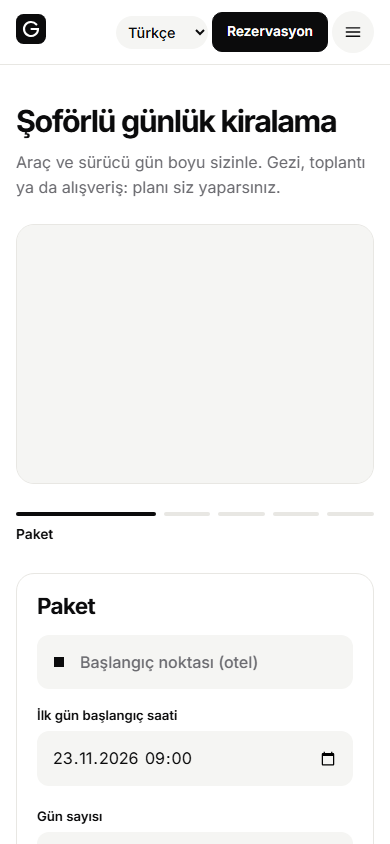 G
Türkçe
Rezervasyon
Şoförlü günlük kiralama
Araç ve sürücü gün boyu sizinle. Gezi, toplantı
ya da alışveriş: planı siz yaparsınız.
Paket
Paket
Başlangıç noktası (otel)
İlk gün başlangıç saati
23.11.2026 09:00
Gün sayısı